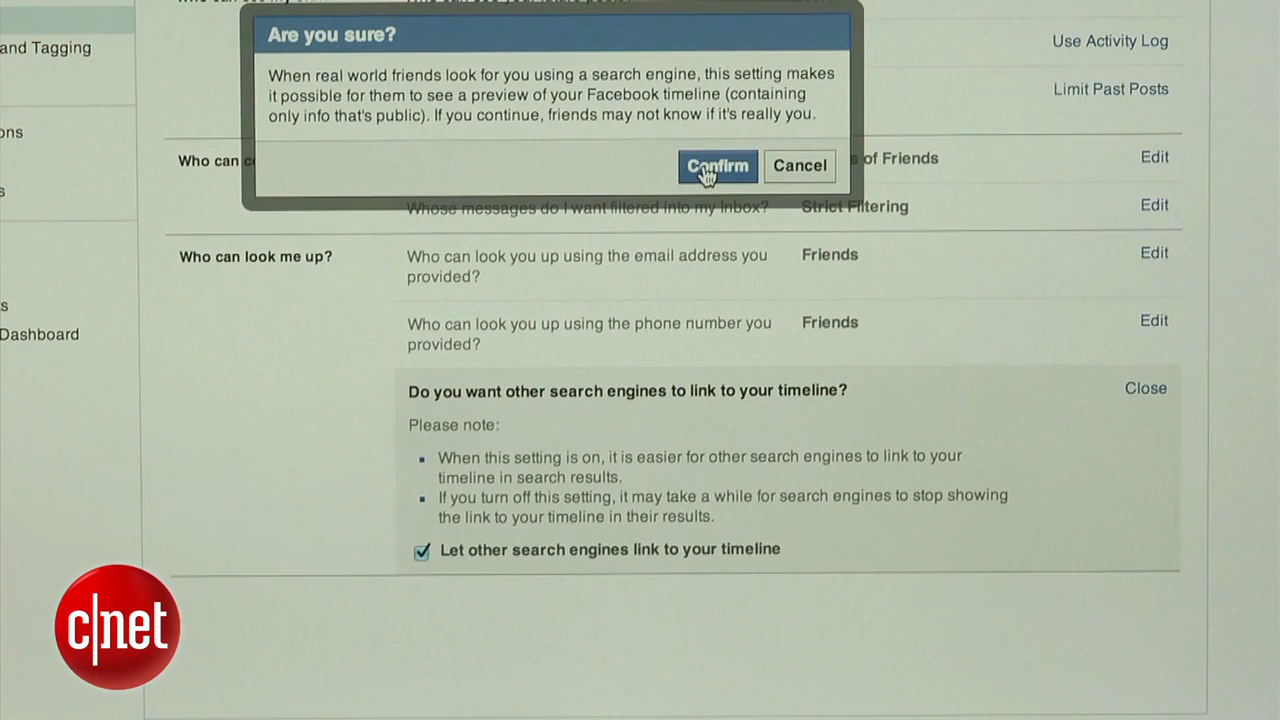 Are you sure?
and Tagging
Use Activity Log
When real world friends look for you using a search engine, this setting makes
it possible for them to see a preview of your Facebook timeline (containing
only info that's public). If you continue, friends may not know if it's really you.
Limit Past Posts
ons
Who can c
of Friends
Edit
Confirm
Cancel
s
Whose messages do I want filtered into my Inbox?
Strict Filtering
Edit
Who can look me up?
Who can look you up using the email address you
provided?
Friends
Edit
s
Dashboard
Who can look you up using the phone number you
provided?
Friends
Edit
Do you want other search engines to link to your timeline?
Close
Please note:
When this setting is on, it is easier for other search engines to link to your
timeline in search results.
If you turn off this setting, it may take a while for search engines to stop showing
the link to your timeline in their results.
Let other search engines link to your timeline
c|net